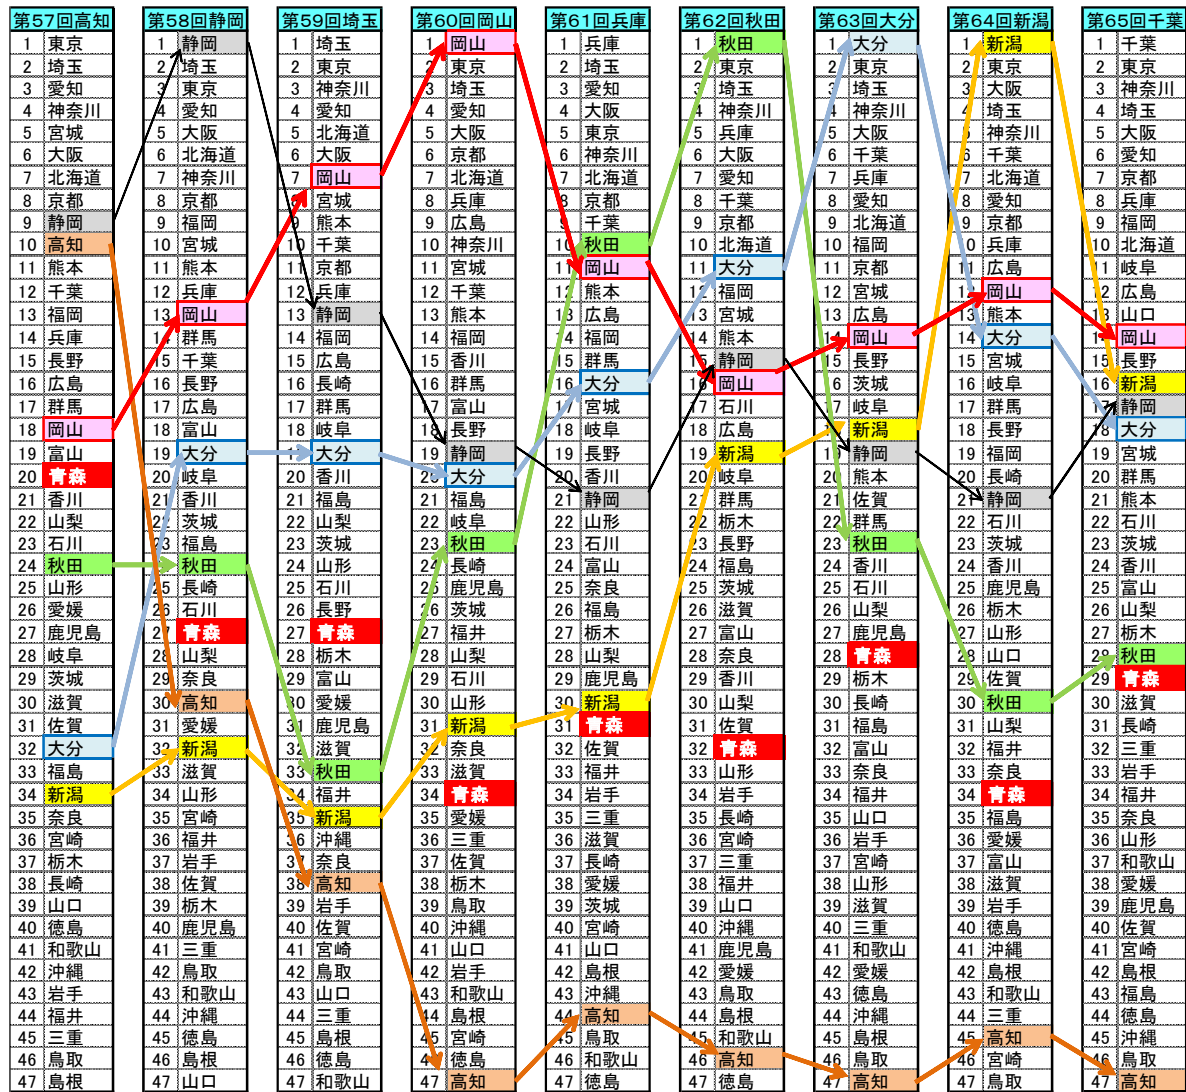 第57回高知 第58回静岡 第59回埼玉 第60回岡山 第61回兵庫 第62回秋田 第63回大分 第64回新潟 第65回千葉
1 東京 1 静岡 1 埼玉 1 岡山 1 兵庫 1 秋田 1 大分 1 新潟 1 千葉
2 埼玉 2 埼玉 2 東京 2 東京 2 埼玉 2 東京 2 東京 2 東京 2 東京
3 愛知 3 東京 3 神奈川 3 埼玉 3 愛知 3 埼玉 3 埼玉 3 大阪 3 神奈川
4 神奈川 4 愛知 4 愛知 4 愛知 4 大阪 4 神奈川 4 神奈川 4 埼玉 4 埼玉
5 宮城 5 大阪 5 北海道 5 大阪 5 東京 5 兵庫 5 大阪 5 神奈川 5 大阪
6 大阪 6 北海道 6 大阪 6 京都 6 神奈川 6 大阪 6 千葉 6 千葉 6 愛知
7 北海道 7 神奈川 7 岡山 7 北海道 7 北海道 7 愛知 7 兵庫 7 北海道 7 京都
8 京都 8 京都 8 宮城 8 兵庫 8 京都 8 千葉 8 愛知 8 愛知 8 兵庫
9 静岡 9 福岡 9 熊本 9 広島 9 千葉 9 京都 9 北海道 9 京都 9 福岡
10 高知 10 宮城 10 千葉 10 神奈川 10 秋田 10 北海道 10 福岡 10 兵庫 10 北海道
11 熊本 11 熊本 11 京都 11 宮城 11 岡山 11 大分 11 京都 11 広島 11 岐阜
12 千葉 12 兵庫 12 兵庫 12 千葉 12 熊本 12 福岡 12 宮城 12 岡山 12 広島
13 福岡 13 岡山 13 静岡 13 熊本 13 広島 13 宮城 13 広島 13 熊本 13 山口
14 兵庫 14 群馬 14 福岡 14 福岡 14 福岡 14 熊本 14 岡山 14 大分 14 岡山
15 長野 15 千葉 15 広島 15 香川 15 群馬 15 静岡 15 長野 15 宮城 15 長野
16 広島 16 長野 16 長崎 16 群馬 16 大分 16 岡山 16 茨城 16 岐阜 16 新潟
17 群馬 17 広島 17 群馬 17 富山 17 宮城 17 石川 17 岐阜 17 群馬 17 静岡
18 岡山 18 富山 18 岐阜 18 長野 18 岐阜 18 広島 18 新潟 18 長野 18 大分
19 富山 19 大分 19 大分 19 静岡 19 長野 19 新潟 19 静岡 19 福岡 19 宮城
20 青森 20 岐阜 20 香川 20 大分 20 香川 20 岐阜 20 熊本 20 長崎 20 群馬
21 香川 21 香川 21 福島 21 福島 21 静岡 21 群馬 21 佐賀 21 静岡 21 熊本
22 山梨 22 茨城 22 山梨 22 岐阜 22 山形 22 栃木 22 群馬 22 石川 22 石川
23 石川 23 福島 23 茨城 23 秋田 23 石川 23 長野 23 秋田 23 茨城 23 茨城
24 秋田 24 秋田 24 山形 24 長崎 24 富山 24 福島 24 香川 24 香川 24 香川
25 山形 25 長崎 25 石川 25 鹿児島 25 奈良 25 茨城 25 石川 25 鹿児島 25 富山
26 愛媛 26 石川 26 長野 26 茨城 26 福島 26 滋賀 26 山梨 26 栃木 26 山梨
27 鹿児島 27 青森 27 青森 27 福井 27 栃木 27 富山 27 鹿児島 27 山形 27 栃木
28 岐阜 28 山梨 28 栃木 28 山梨 28 山梨 28 奈良 28 青森 28 山口 28 秋田
29 茨城 29 奈良 29 富山 29 石川 29 鹿児島 29 香川 29 栃木 29 佐賀 29 青森
30 滋賀 30 高知 30 愛媛 30 山形 30 新潟 30 山梨 30 長崎 30 秋田 30 滋賀
31 佐賀 31 愛媛 31 鹿児島 31 新潟 31 青森 31 佐賀 31 福島 31 山梨 31 長崎
32 大分 32 新潟 32 滋賀 32 奈良 32 佐賀 32 青森 32 富山 32 福井 32 三重
33 福島 33 滋賀 33 秋田 33 滋賀 33 福井 33 山形 33 奈良 33 奈良 33 岩手
34 新潟 34 山形 34 福井 34 青森 34 岩手 34 岩手 34 福井 34 青森 34 福井
35 奈良 35 宮崎 35 新潟 35 愛媛 35 三重 35 長崎 35 山口 35 福島 35 奈良
36 宮崎 36 福井 36 沖縄 36 三重 36 滋賀 36 宮崎 36 岩手 36 愛媛 36 山形
37 栃木 37 岩手 37 奈良 37 佐賀 37 長崎 37 三重 37 宮崎 37 富山 37 和歌山
38 長崎 38 佐賀 38 高知 38 栃木 38 愛媛 38 福井 38 山形 38 滋賀 38 愛媛
39 山口 39 栃木 39 岩手 39 鳥取 39 茨城 39 山口 39 滋賀 39 岩手 39 鹿児島
40 徳島 40 鹿児島 40 佐賀 40 沖縄 40 宮崎 40 沖縄 40 三重 40 徳島 40 佐賀
41 和歌山 41 三重 41 宮崎 41 山口 41 山口 41 鹿児島 41 和歌山 41 沖縄 41 宮崎
42 沖縄 42 鳥取 42 鳥取 42 岩手 42 島根 42 愛媛 42 愛媛 42 島根 42 島根
43 岩手 43 和歌山 43 山口 43 和歌山 43 沖縄 43 鳥取 43 徳島 43 和歌山 43 福島
44 福井 44 沖縄 44 三重 44 島根 44 高知 44 島根 44 沖縄 44 三重 44 徳島
45 三重 45 徳島 45 島根 45 宮崎 45 鳥取 45 和歌山 45 島根 45 高知 45 沖縄
46 鳥取 46 島根 46 徳島 46 徳島 46 和歌山 46 高知 46 鳥取 46 宮崎 46 鳥取
47 島根 47 山口 47 和歌山 47 高知 47 徳島 47 徳島 47 高知 47 鳥取 47 高知